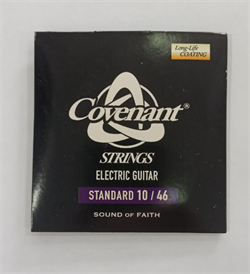 Long-Life
COATING
Covenant®
STRINGS
ELECTRIC GUITAR
STANDARD 10 / 46
SOUND OF FAITH